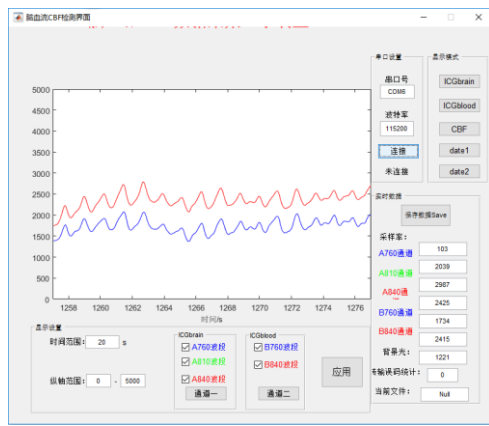 脑血流CBF检测界面
串口设置
串口号
COM6
波特率
115200
连接
未连接
显示模式
ICGbrain
ICGblood
CBF
date1
date2
5000
4500
4000
3500
3000
2500
2000
1500
1000
500
0
1258 1260 1262 1264 1266 1268 1270 1272 1274 1276
时间/s
实时数据
保存数据Save
采样率:
103
A760通道
2039
A810通道
2987
A840通道
2425
B760通道
1734
B840通道
2415
背景光:
1221
传输误码统计:
0
当前文件:
Null
显示设置
时间范围: 20 s
纵轴范围: 0 - 5000
ICGbrain
A760波段
A810波段
A840波段
通道一
ICGblood
B760波段
B840波段
通道二
应用